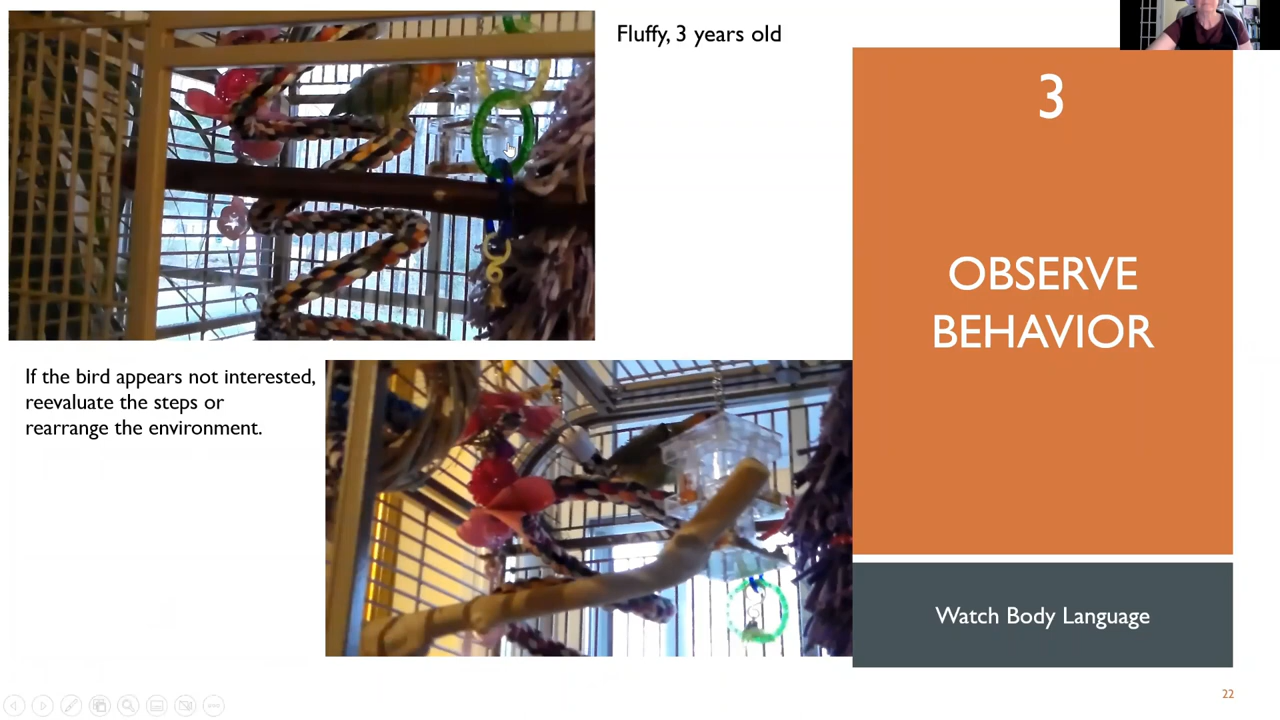 Fluffy, 3 years old
3
OBSERVE
BEHAVIOR
If the bird appears not interested,
reevaluate the steps or
rearrange the environment.
Watch Body Language
22